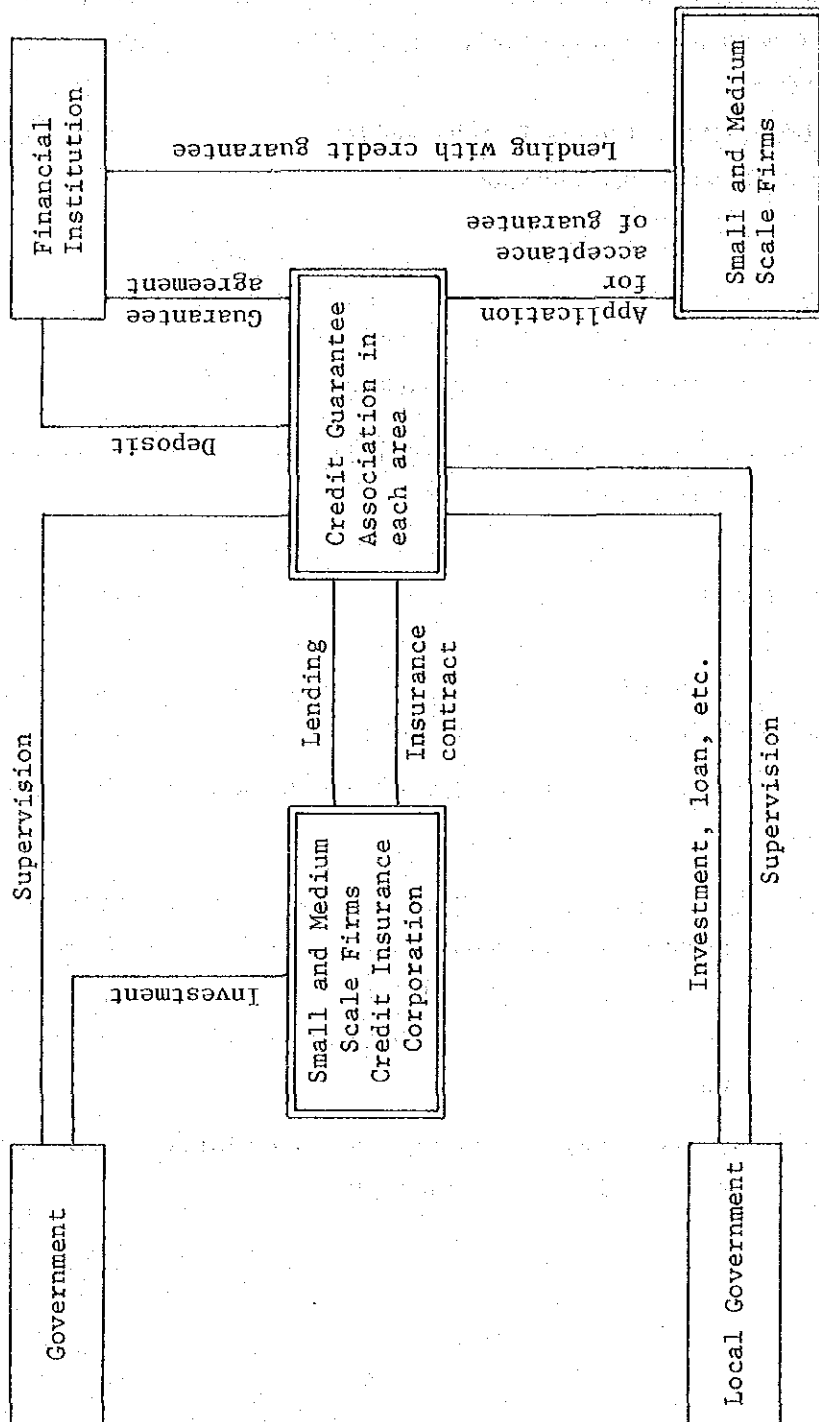 Government
Supervision
Investment
Small and Medium
Scale Firms
Credit Insurance
Corporation
Lending
Insurance
contract
Deposit
Financial
Institution
Guarantee
agreement
Credit Guarantee
Association in
each area
Lending with credit guarantee
Application
for
acceptance
of guarantee
Small and Medium
Scale Firms
Local Government
Investment, loan, etc.
Supervision